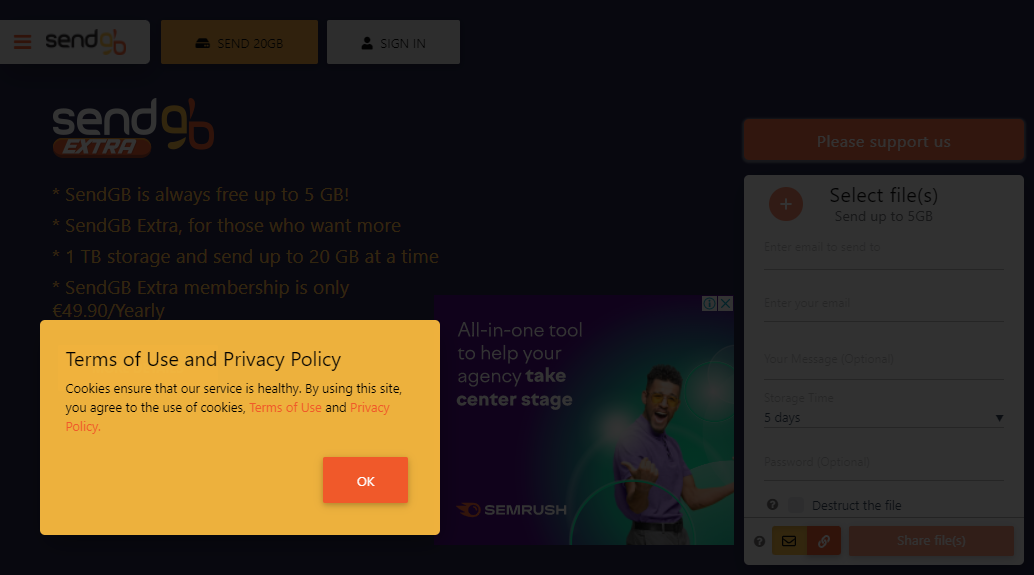 sendgb
SEND 20GB
SIGN IN
sendgb
EXTRA
Please support us
* SendGB is always free up to 5 GB!
* SendGB Extra, for those who want more
* 1 TB storage and send up to 20 GB at a time
* SendGB Extra membership is only
€49.90/Yearly
Terms of Use and Privacy Policy
Cookies ensure that our service is healthy. By using this site,
you agree to the use of cookies, Terms of Use and Privacy
Policy.
OK
All-in-one tool
to help your
agency take
center stage
SEMRUSH
Select file(s)
Send up to 5GB
Enter email to send to
Enter your email
Your Message (Optional)
Storage Time
5 days
Password (Optional)
Destruct the file
Share file(s)